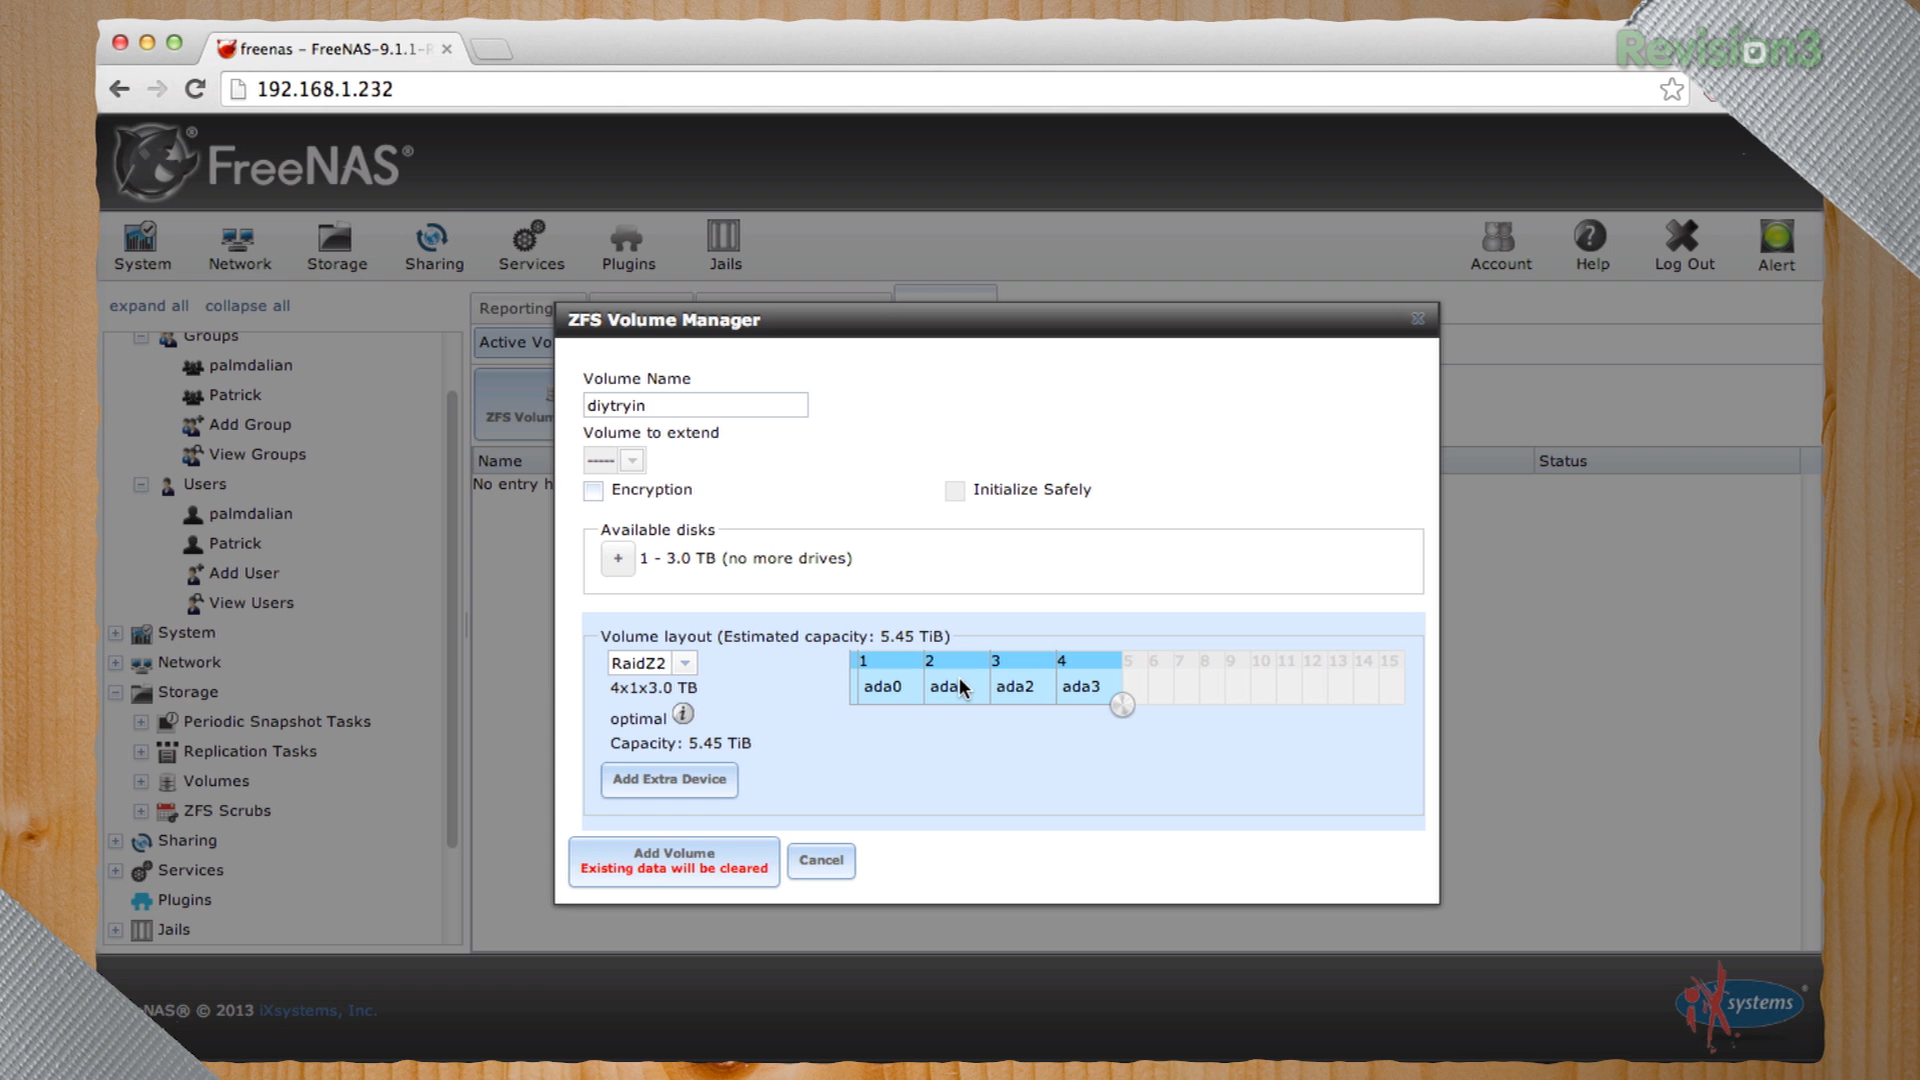 Revision3
freenas - FreeNAS-9.1.1-R
192.168.1.232
FreeNAS®
System
Network
Storage
Sharing
Services
Plugins
Jails
Account
Help
Log Out
Alert
expand all collapse all
Groups
palmdalian
Patrick
Add Group
View Groups
Users
palmdalian
Patrick
Add User
View Users
System
Network
Storage
Periodic Snapshot Tasks
Replication Tasks
Volumes
ZFS Scrubs
Sharing
Services
Plugins
Jails
Reporting
Active Vo
ZFS Volum
Name
Status
No entry h
ZFS Volume Manager
Volume Name
diytryin
Volume to extend
-----
Encryption
Initialize Safely
Available disks
+ 1 - 3.0 TB (no more drives)
Volume layout (Estimated capacity: 5.45 TiB)
RaidZ2
4x1x3.0 TB
optimal
Capacity: 5.45 TiB
1 2 3 4 5 6 7 8 9 10 11 12 13 14 15
ada0 ada ada2 ada3
Add Extra Device
Add Volume
Existing data will be cleared
Cancel
NAS® © 2013 iXsystems, Inc.
iXsystems®